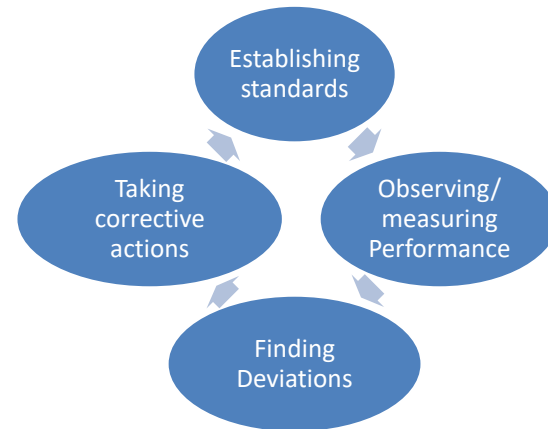 Establishing
standards
Observing/
measuring
Performance
Finding
Deviations
Taking
corrective
actions